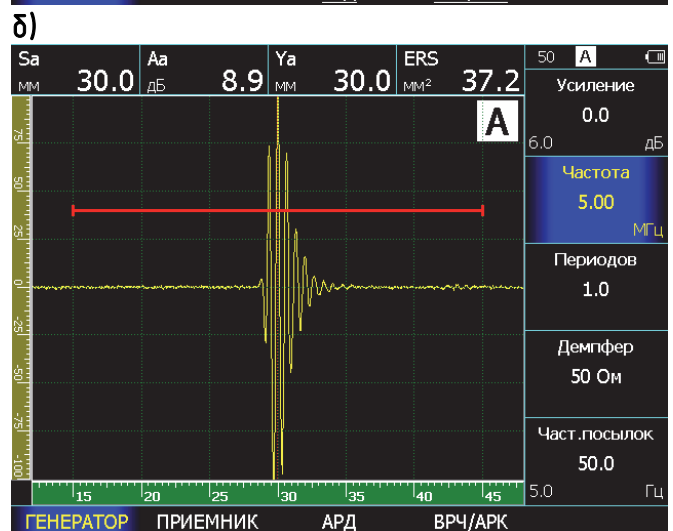 б)
Sa Aa Ya ERS 50 A
мм 30.0 дБ 8.9 мм 30.0 мм² 37.2
Усиление
0.0
6.0 дБ
A
Частота
5.00
МГц
Периодов
1.0
Демпфер
50 Ом
Част.посылок
50.0
5.0 Гц
75
50
25
0
-25
-50
-75
-100
15 20 25 30 35 40 45
ГЕНЕРАТОР ПРИЕМНИК АРД ВРЧ/АРК